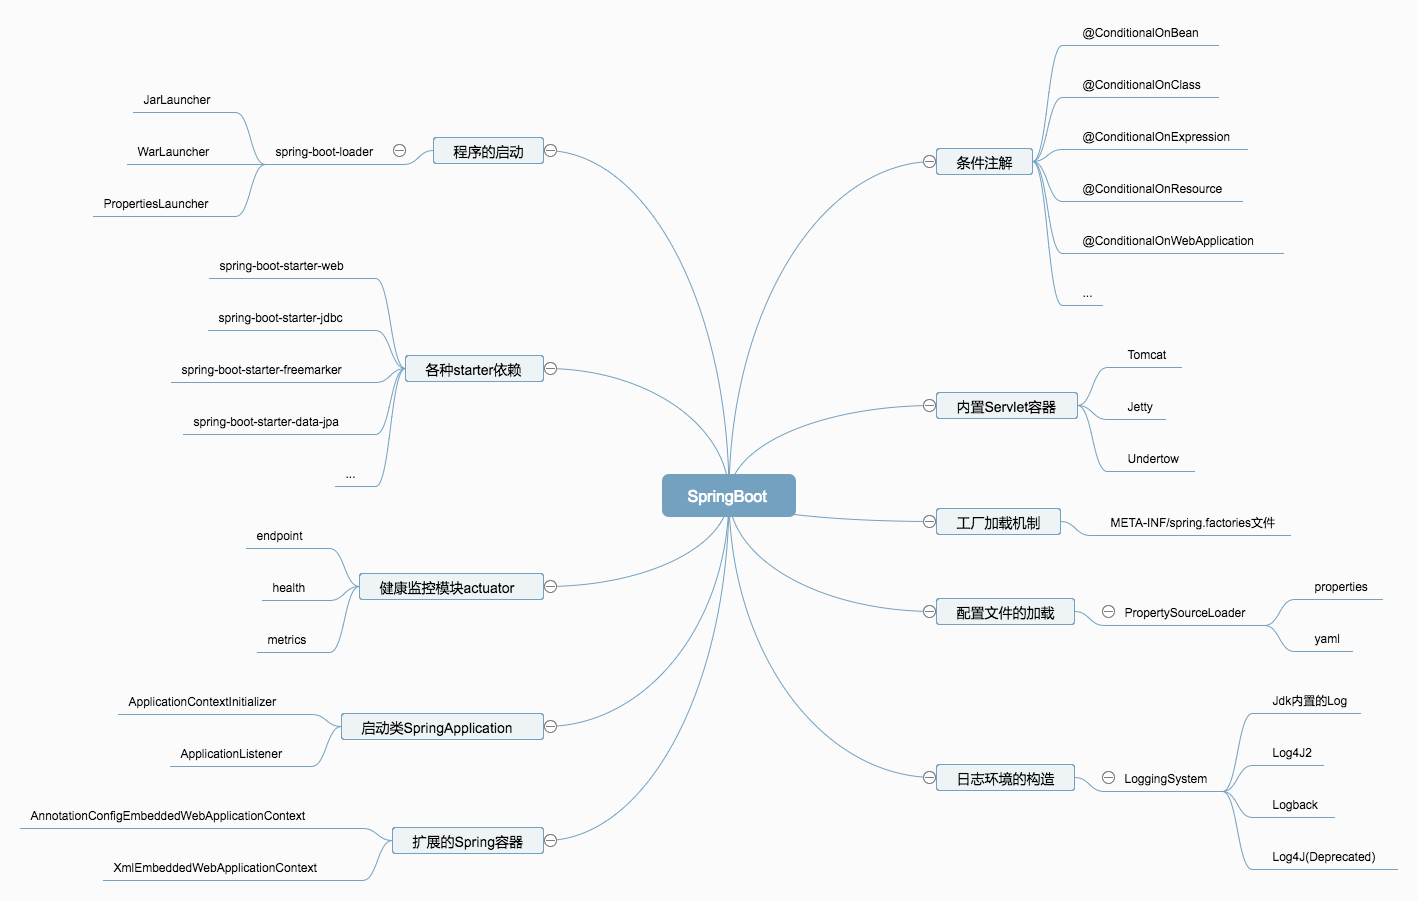 SpringBoot
程序的启动
spring-boot-loader
JarLauncher
WarLauncher
PropertiesLauncher
各种starter依赖
spring-boot-starter-web
spring-boot-starter-jdbc
spring-boot-starter-freemarker
spring-boot-starter-data-jpa
...
健康监控模块actuator
endpoint
health
metrics
启动类SpringApplication
ApplicationContextInitializer
ApplicationListener
扩展的Spring容器
AnnotationConfigEmbeddedWebApplicationContext
XmlEmbeddedWebApplicationContext
条件注解
@ConditionalOnBean
@ConditionalOnClass
@ConditionalOnExpression
@ConditionalOnResource
@ConditionalOnWebApplication
...
内置Servlet容器
Tomcat
Jetty
Undertow
工厂加载机制
META-INF/spring.factories文件
配置文件的加载
PropertySourceLoader
properties
yaml
日志环境的构造
LoggingSystem
Jdk内置的Log
Log4J2
Logback
Log4J(Deprecated)